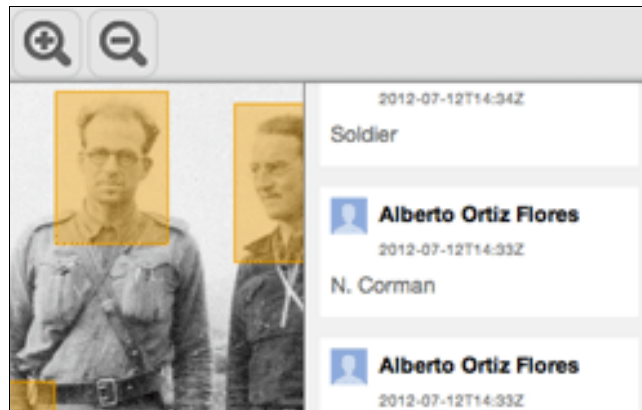 2012-07-12T14:34Z
Soldier
Alberto Ortiz Flores
2012-07-12T14:33Z
N. Corman
Alberto Ortiz Flores
2012-07-12T14:33Z